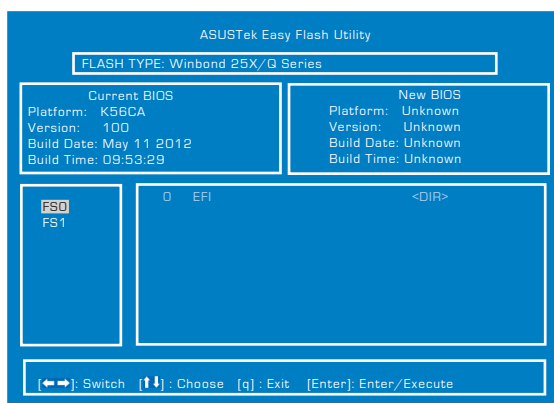 ASUSTek Easy Flash Utility
FLASH TYPE: Winbond 25X/Q Series
Current BIOS
Platform: K56CA
Version: 100
Build Date: May 11 2012
Build Time: 09:53:29
New BIOS
Platform: Unknown
Version: Unknown
Build Date: Unknown
Build Time: Unknown
FS0
FS1
0 EFI <DIR>
[←→]: Switch [↑↓] : Choose [q] : Exit [Enter]: Enter/Execute